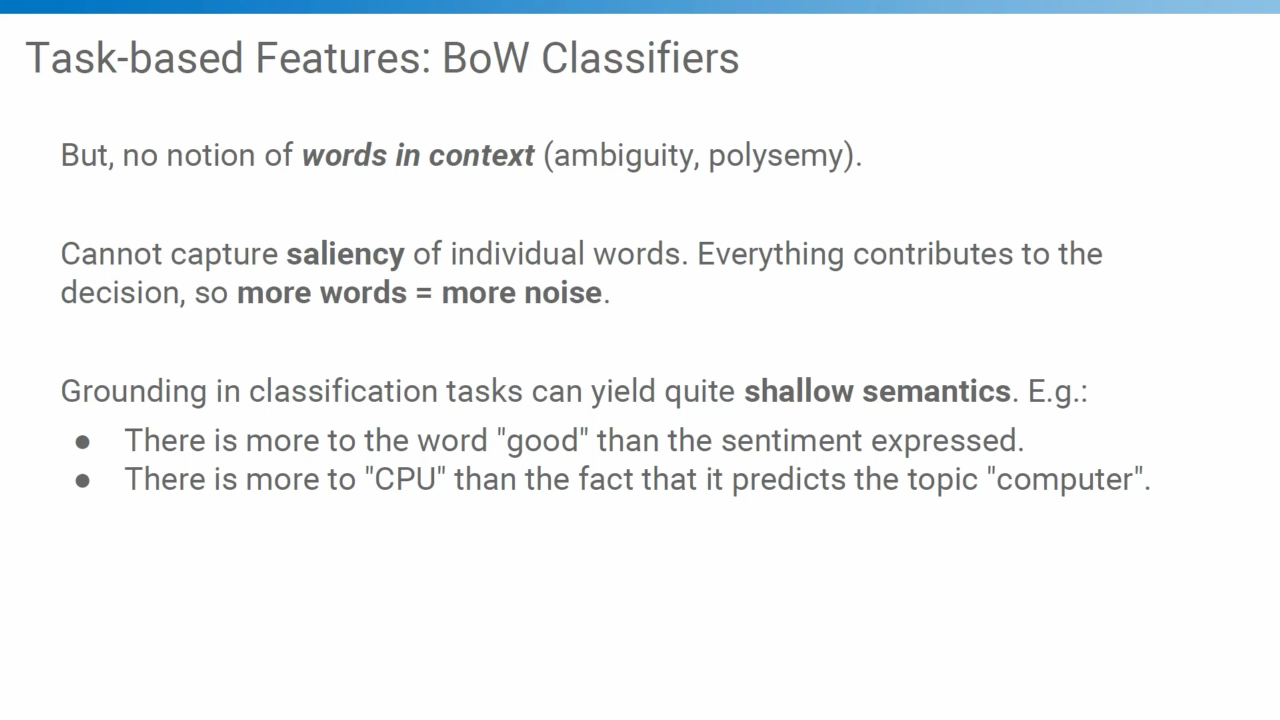 Task-based Features: BoW Classifiers
But, no notion of words in context (ambiguity, polysemy).
Cannot capture saliency of individual words. Everything contributes to the
decision, so more words = more noise.
Grounding in classification tasks can yield quite shallow semantics. E.g.:
● There is more to the word "good" than the sentiment expressed.
● There is more to "CPU" than the fact that it predicts the topic "computer".